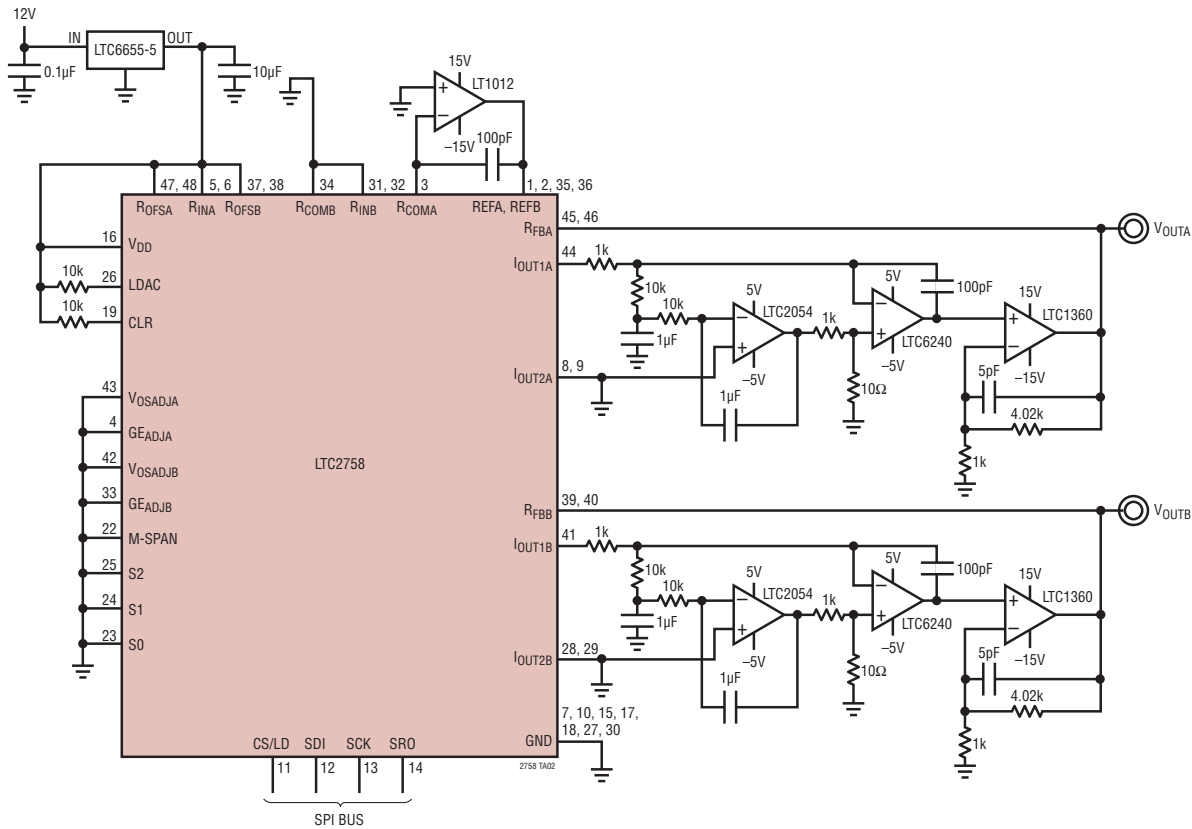 12V
IN LTC6655-5 OUT
0.1µF
10µF
15V
LT1012
–15V
100pF
47, 48 5, 6 37, 38 34 31, 32 3 1, 2, 35, 36
ROFSA RINA ROFSB RCOMB RINB RCOMA REFA, REFB
16 VDD
10k 26 LDAC
10k 19 CLR
43 VOSADJA
4 GEADJA
42 VOSADJB
33 GEADJB
22 M-SPAN
25 S2
24 S1
23 S0
LTC2758
RFBA 45, 46
VOUTA
IOUT1A 44 1k
10k
10k
1µF
5V
LTC2054
–5V
1k
1µF
5V
LTC6240
–5V
10Ω
100pF
15V
LTC1360
–15V
5pF
4.02k
1k
IOUT2A 8, 9
RFBB 39, 40
VOUTB
IOUT1B 41 1k
10k
10k
1µF
5V
LTC2054
–5V
1k
1µF
5V
LTC6240
–5V
10Ω
100pF
15V
LTC1360
–15V
5pF
4.02k
1k
IOUT2B 28, 29
7, 10, 15, 17,
18, 27, 30
GND
2758 TA02
CS/LD SDI SCK SRO
11 12 13 14
SPI BUS